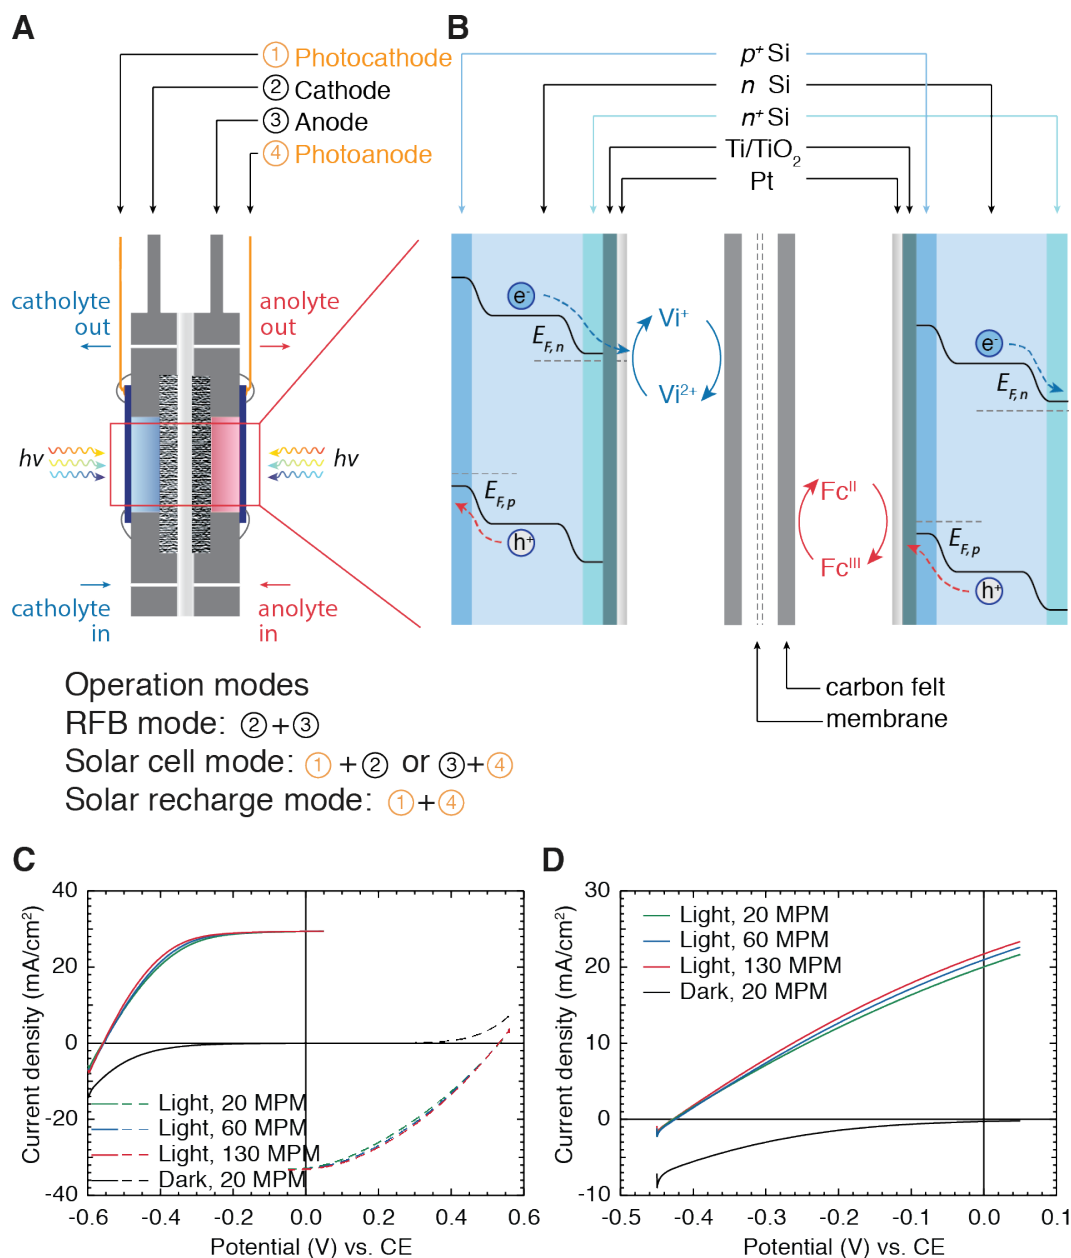 A
① Photocathode
② Cathode
③ Anode
④ Photoanode
catholyte
out
anolyte
out
hν
hν
catholyte
in
anolyte
in
Operation modes
RFB mode: ②+③
Solar cell mode: ① +② or ③+④
Solar recharge mode: ①+④
B
p⁺ Si
n Si
n⁺ Si
Ti/TiO₂
Pt
e⁻
E_F,n
Vi⁺
Vi²⁺
E_F,p
h⁺
e⁻
E_F,n
Fcᴵᴵ
Fcᴵᴵᴵ
E_F,p
h⁺
carbon felt
membrane
C
Current density (mA/cm²)
40
20
0
-20
-40
Light, 20 MPM
Light, 60 MPM
Light, 130 MPM
Dark, 20 MPM
-0.6 -0.4 -0.2 0.0 0.2 0.4 0.6
Potential (V) vs. CE
D
Current density (mA/cm²)
30
20
10
0
-10
Light, 20 MPM
Light, 60 MPM
Light, 130 MPM
Dark, 20 MPM
-0.5 -0.4 -0.3 -0.2 -0.1 0.0 0.1
Potential (V) vs. CE